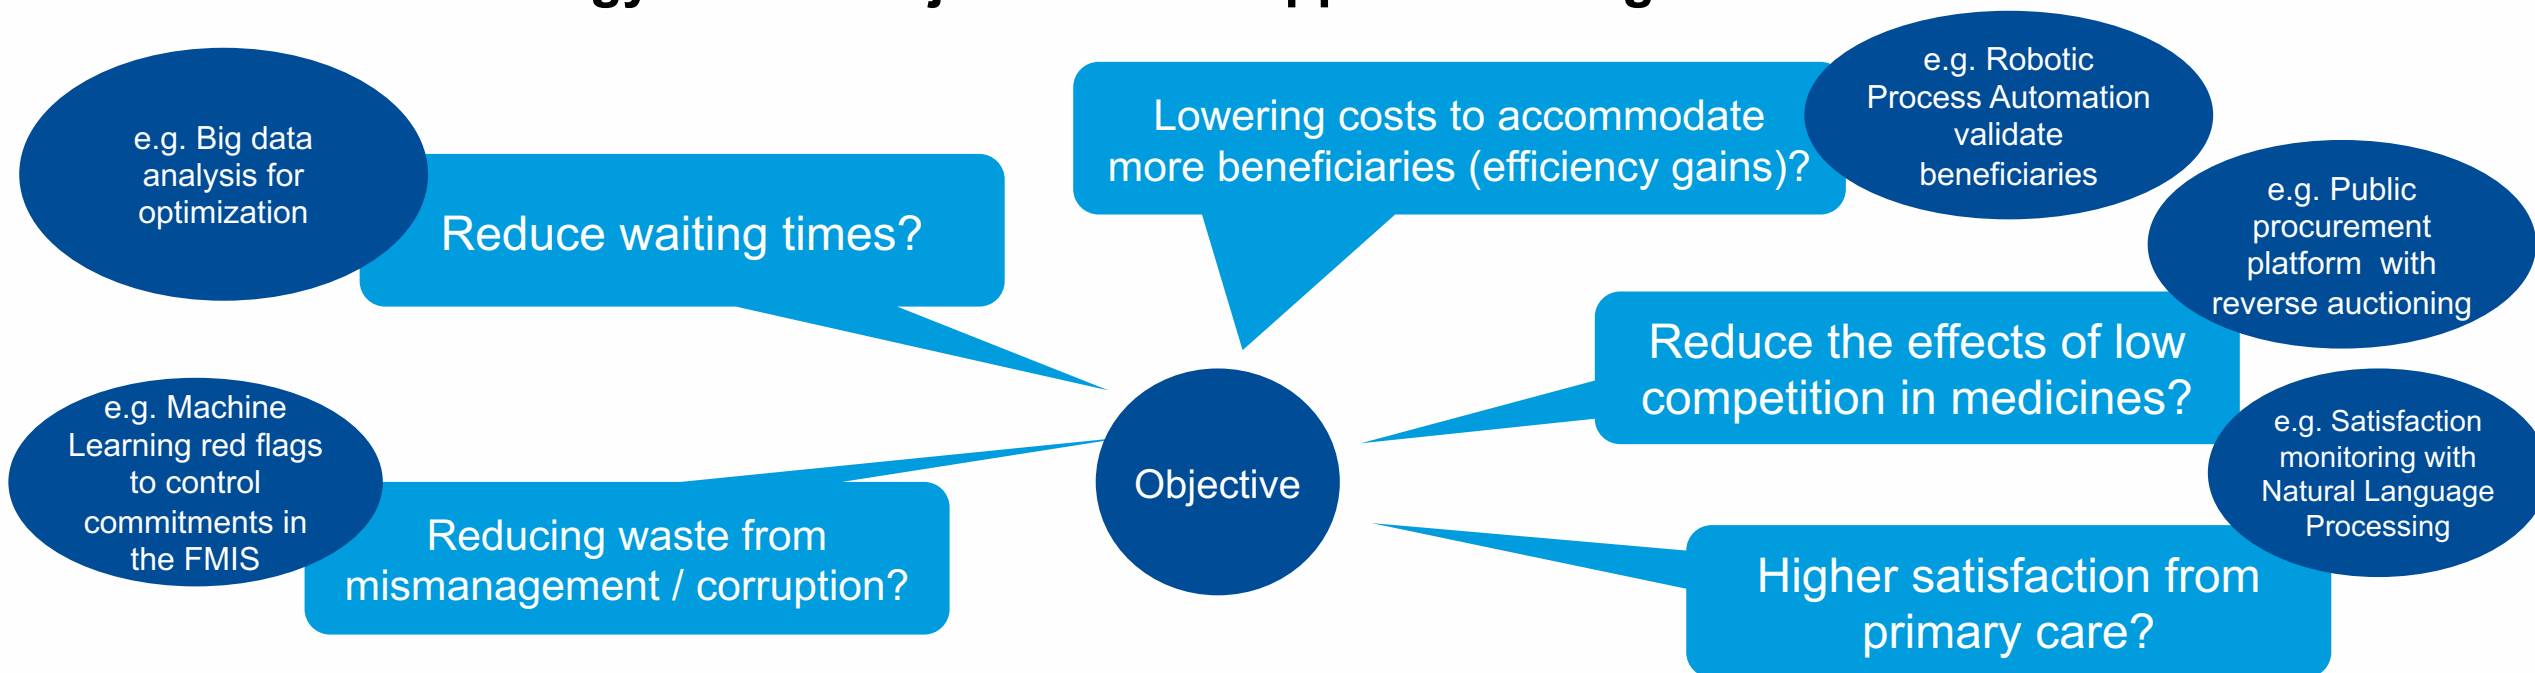 e.g. Big data
analysis for
optimization
Reduce waiting times?
Lowering costs to accommodate
more beneficiaries (efficiency gains)?
e.g. Robotic
Process Automation
validate
beneficiaries
e.g. Public
procurement
platform with
reverse auctioning
Reduce the effects of low
competition in medicines?
e.g. Machine
Learning red flags
to control
commitments in
the FMIS
Reducing waste from
mismanagement / corruption?
Objective
e.g. Satisfaction
monitoring with
Natural Language
Processing
Higher satisfaction from
primary care?